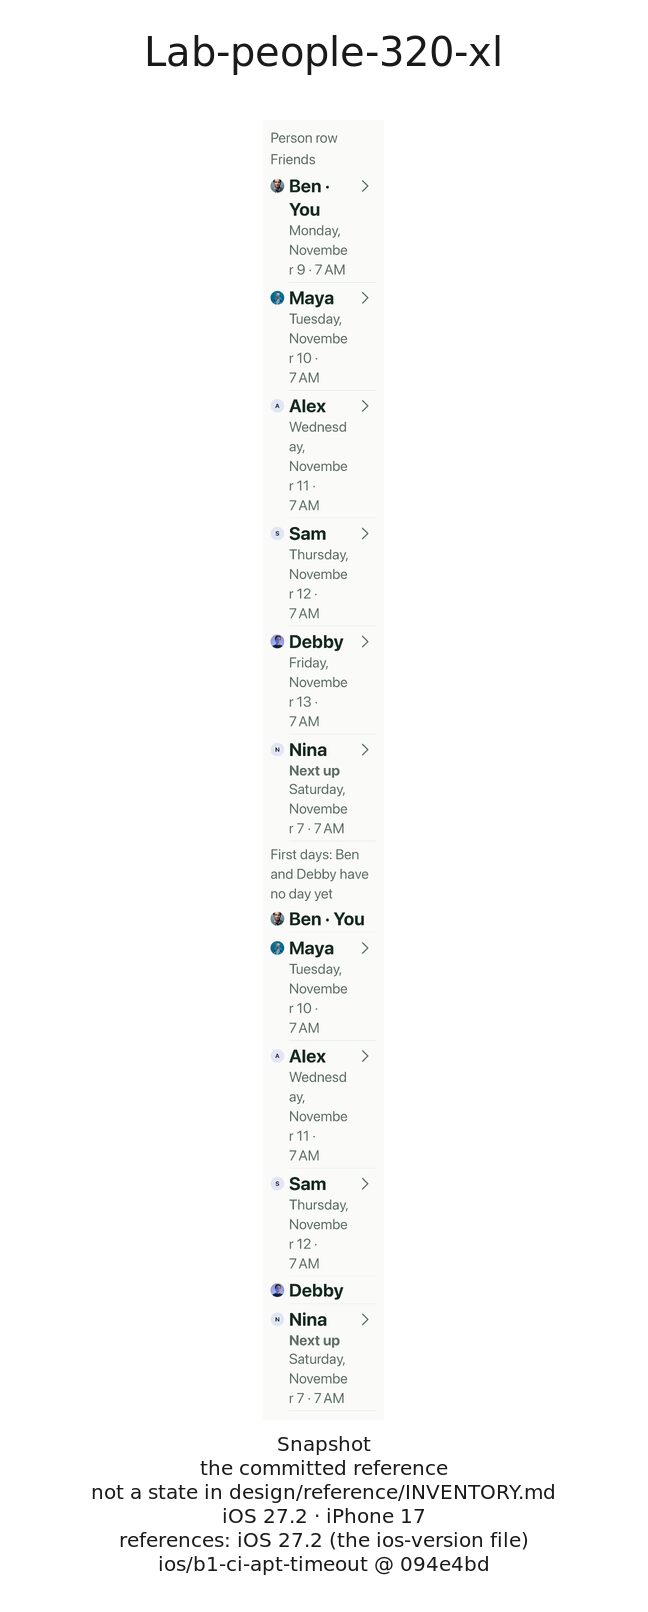 Lab-people-320-xl
Person row
Friends
Ben ·
You
Monday,
Novembe
r 9 · 7 AM
Maya
Tuesday,
Novembe
r 10 ·
7 AM
A
Alex
Wednesd
ay,
Novembe
r 11 ·
7 AM
S
Sam
Thursday,
Novembe
r 12 ·
7 AM
Debby
Friday,
Novembe
r 13 ·
7 AM
N
Nina
Next up
Saturday,
Novembe
r 7 · 7 AM
First days: Ben
and Debby have
no day yet
Ben · You
Maya
Tuesday,
Novembe
r 10 ·
7 AM
A
Alex
Wednesd
ay,
Novembe
r 11 ·
7 AM
S
Sam
Thursday,
Novembe
r 12 ·
7 AM
Debby
N
Nina
Next up
Saturday,
Novembe
r 7 · 7 AM
Snapshot
the committed reference
not a state in design/reference/INVENTORY.md
iOS 27.2 · iPhone 17
references: iOS 27.2 (the ios-version file)
ios/b1-ci-apt-timeout @ 094e4bd